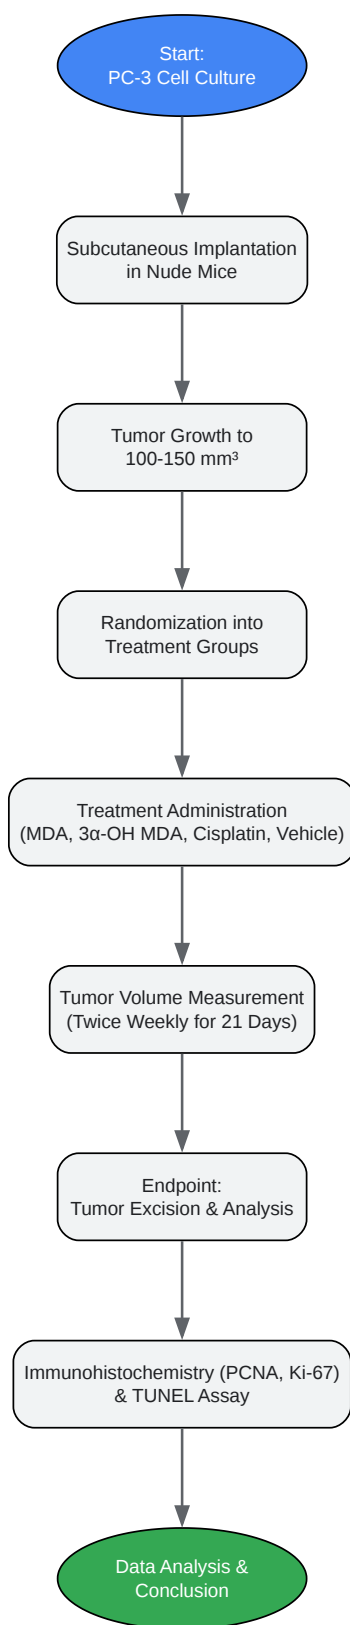 Start:
PC-3 Cell Culture
Subcutaneous Implantation
in Nude Mice
Tumor Growth to
100-150 mm³
Randomization into
Treatment Groups
Treatment Administration
(MDA, 3α-OH MDA, Cisplatin, Vehicle)
Tumor Volume Measurement
(Twice Weekly for 21 Days)
Endpoint:
Tumor Excision & Analysis
Immunohistochemistry (PCNA, Ki-67)
& TUNEL Assay
Data Analysis &
Conclusion